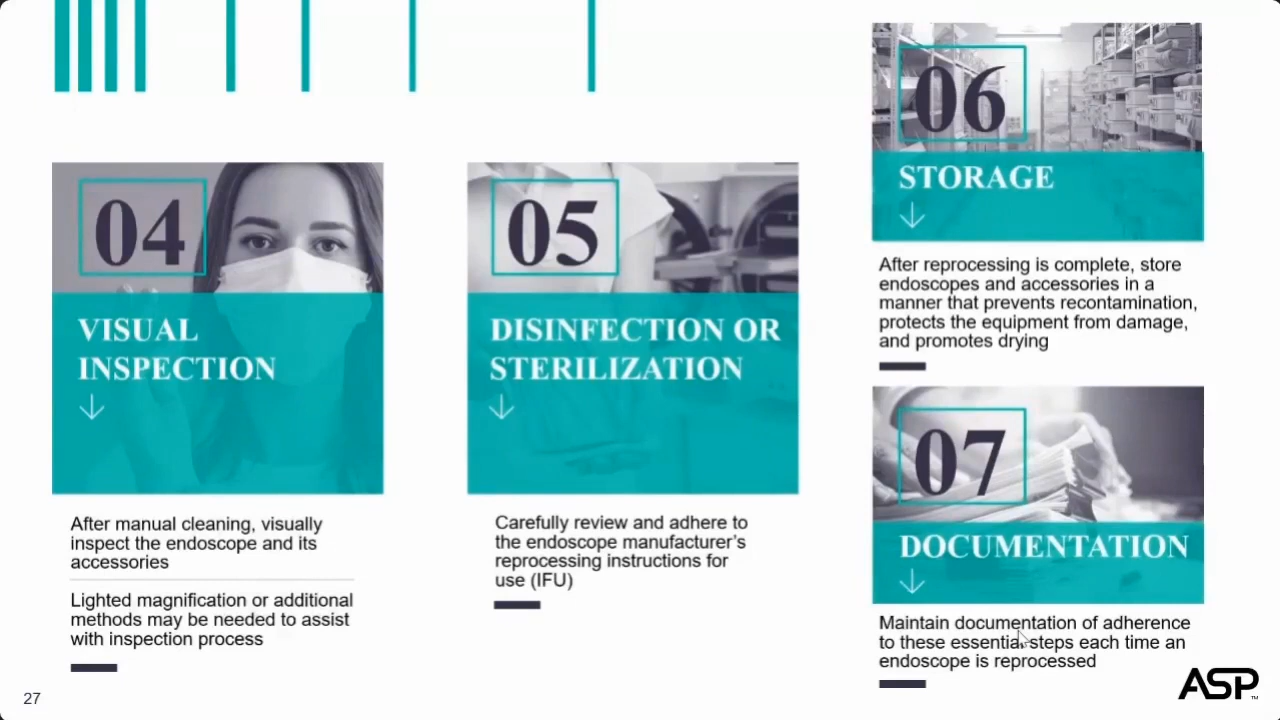 04
VISUAL
INSPECTION
After manual cleaning, visually
inspect the endoscope and its
accessories
Lighted magnification or additional
methods may be needed to assist
with inspection process
05
DISINFECTION OR
STERILIZATION
Carefully review and adhere to
the endoscope manufacturer’s
reprocessing instructions for
use (IFU)
06
STORAGE
After reprocessing is complete, store
endoscopes and accessories in a
manner that prevents recontamination,
protects the equipment from damage,
and promotes drying
07
DOCUMENTATION
Maintain documentation of adherence
to these essential steps each time an
endoscope is reprocessed
27
ASP™